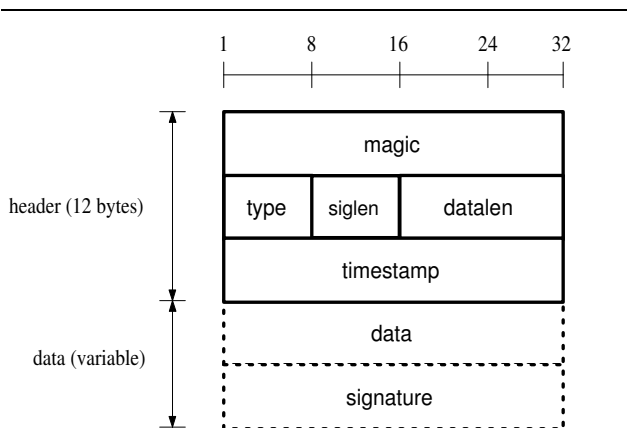 1 8 16 24 32
magic
header (12 bytes) type siglen datalen
timestamp
data
data (variable)
signature